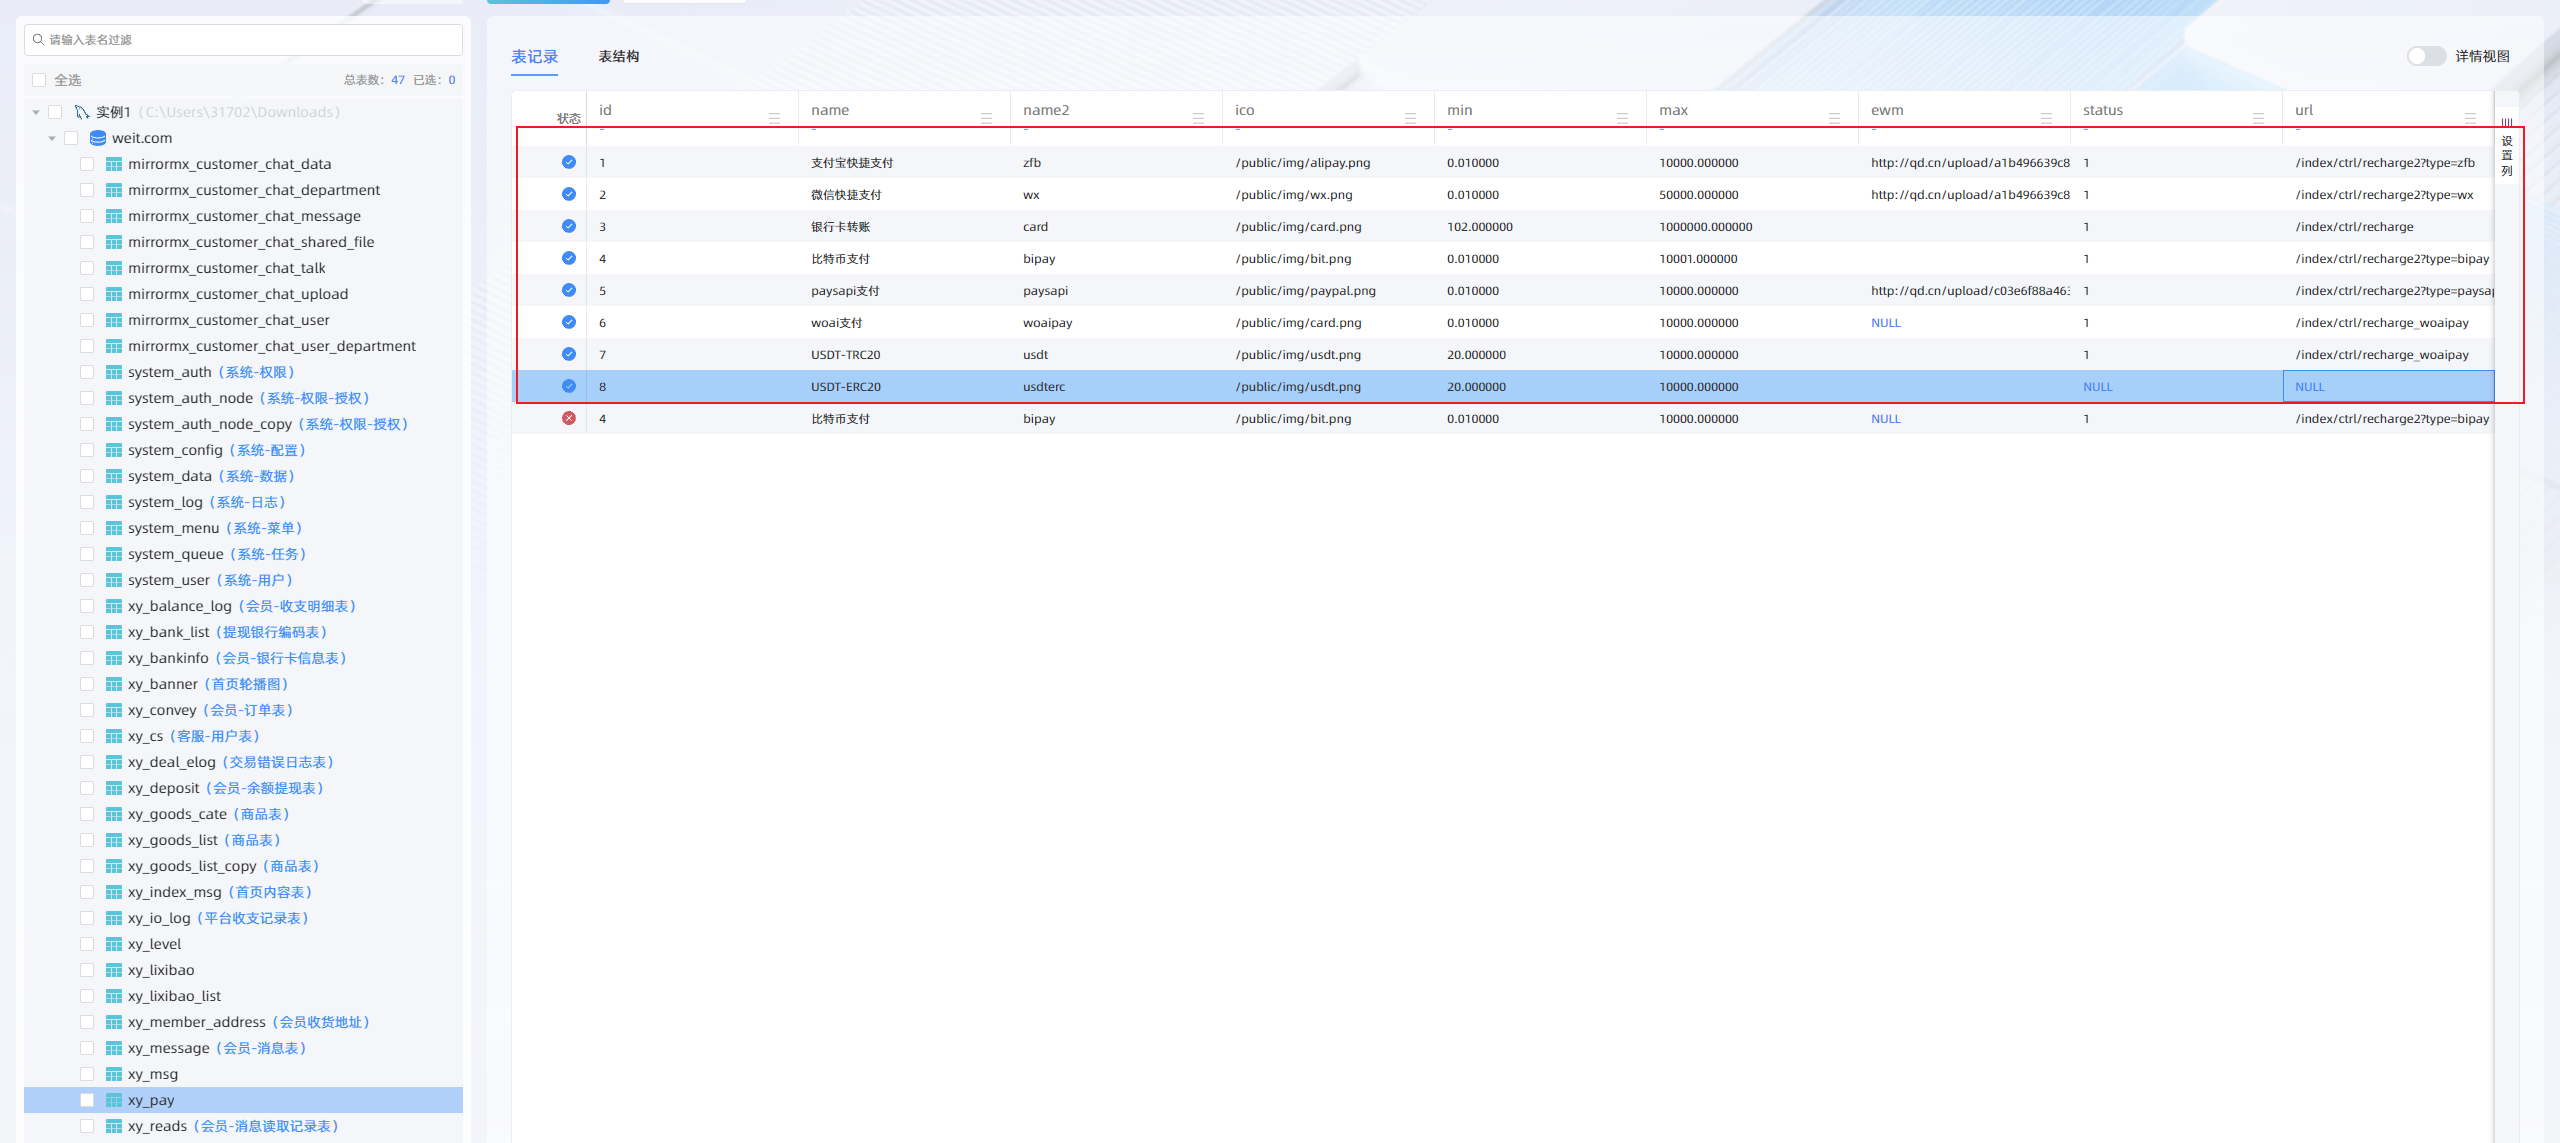 请输入表名过滤
全选 总表数: 47 已选: 0
实例1 (C:\Users\31702\Downloads)
weit.com
mirrormx_customer_chat_data
mirrormx_customer_chat_department
mirrormx_customer_chat_message
mirrormx_customer_chat_shared_file
mirrormx_customer_chat_talk
mirrormx_customer_chat_upload
mirrormx_customer_chat_user
mirrormx_customer_chat_user_department
system_auth (系统-权限)
system_auth_node (系统-权限-授权)
system_auth_node_copy (系统-权限-授权)
system_config (系统-配置)
system_data (系统-数据)
system_log (系统-日志)
system_menu (系统-菜单)
system_queue (系统-任务)
system_user (系统-用户)
xy_balance_log (会员-收支明细表)
xy_bank_list (提现银行编码表)
xy_bankinfo (会员-银行卡信息表)
xy_banner (首页轮播图)
xy_convey (会员-订单表)
xy_cs (客服-用户表)
xy_deal_elog (交易错误日志表)
xy_deposit (会员-余额提现表)
xy_goods_cate (商品表)
xy_goods_list (商品表)
xy_goods_list_copy (商品表)
xy_index_msg (首页内容表)
xy_io_log (平台收支记录表)
xy_level
xy_lixibao
xy_lixibao_list
xy_member_address (会员收货地址)
xy_message (会员-消息表)
xy_msg
xy_pay
xy_reads (会员-消息读取记录表)
表记录 表结构 详情视图
状态 id name name2 ico min max ewm status url
1 支付宝快捷支付 zfb /public/img/alipay.png 0.010000 10000.000000 http://qd.cn/upload/a1b496639c8 1 /index/ctrl/recharge2?type=zfb
2 微信快捷支付 wx /public/img/wx.png 0.010000 50000.000000 http://qd.cn/upload/a1b496639c8 1 /index/ctrl/recharge2?type=wx
3 银行卡转账 card /public/img/card.png 102.000000 1000000.000000 1 /index/ctrl/recharge
4 比特币支付 bipay /public/img/bit.png 0.010000 10001.000000 1 /index/ctrl/recharge2?type=bipay
5 paysapi支付 paysapi /public/img/paypal.png 0.010000 10000.000000 http://qd.cn/upload/c03e6f88a463 1 /index/ctrl/recharge2?type=paysap
6 woai支付 woaipay /public/img/card.png 0.010000 10000.000000 NULL 1 /index/ctrl/recharge_woaipay
7 USDT-TRC20 usdt /public/img/usdt.png 20.000000 10000.000000 1 /index/ctrl/recharge_woaipay
8 USDT-ERC20 usdterc /public/img/usdt.png 20.000000 10000.000000 NULL NULL
4 比特币支付 bipay /public/img/bit.png 0.010000 10000.000000 NULL 1 /index/ctrl/recharge2?type=bipay
设置列